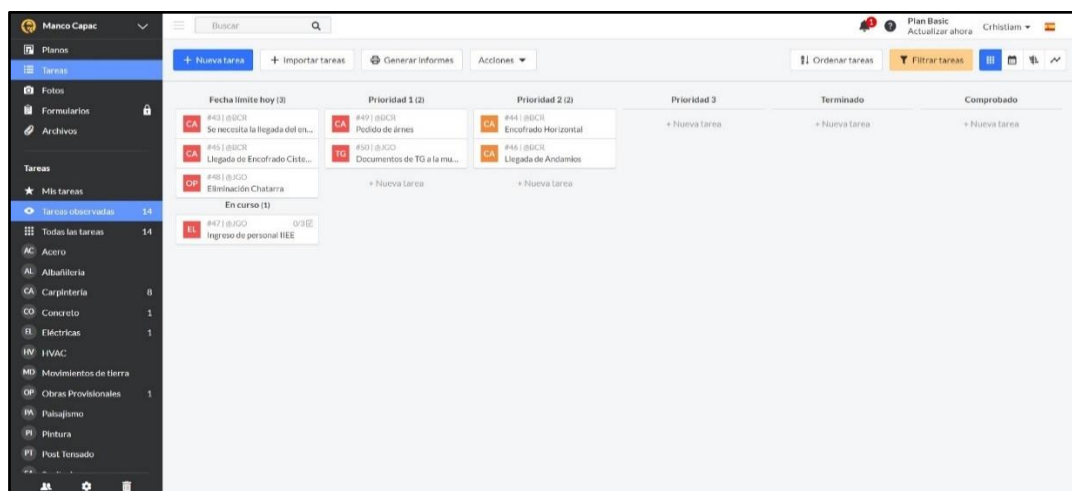 Manco Capac
Buscar
Plan Basic
Actualizar ahora
Crhistiam
Planos
Tareas
Fotos
Formularios
Archivos
Tareas
Mis tareas
Tareas observadas 14
Todas las tareas 14
AC Acero
AL Albañilería
CA Carpintería 8
CO Concreto 1
EL Eléctricas 1
HV HVAC
MD Movimientos de tierra
OP Obras Provisionales 1
PA Paisajismo
PI Pintura
PT Post Tensado
+ Nueva tarea
+ Importar tareas
Generar informes
Acciones
Ordenar tareas
Filtrar tareas
Fecha límite hoy (3)
CA #43 | @BCR
Se necesita la llegada del en...
CA #45 | @BCR
Llegada de Encofrado Ciste...
OP #48 | @JGO
Eliminación Chatarra
En curso (1)
EL #47 | @JGO 0/3
Ingreso de personal IIEE
Prioridad 1 (2)
CA #49 | @BCR
Pedido de árnes
TG #50 | @JGO
Documentos de TG a la mu...
+ Nueva tarea
Prioridad 2 (2)
CA #44 | @BCR
Encofrado Horizontal
CA #46 | @BCR
Llegada de Andamios
+ Nueva tarea
Prioridad 3
+ Nueva tarea
Terminado
+ Nueva tarea
Comprobado
+ Nueva tarea